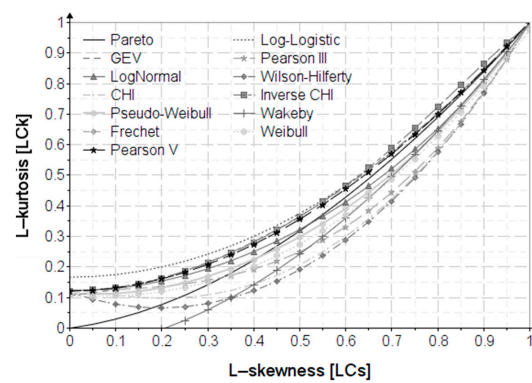 Pareto
GEV
LogNormal
CHI
Pseudo-Weibull
Frechet
Pearson V
Log-Logistic
Pearson III
Wilson-Hilferty
Inverse CHI
Wakeby
Weibull
L–kurtosis [LCk]
1
0.9
0.8
0.7
0.6
0.5
0.4
0.3
0.2
0.1
0
0 0.1 0.2 0.3 0.4 0.5 0.6 0.7 0.8 0.9 1
L–skewness [LCs]